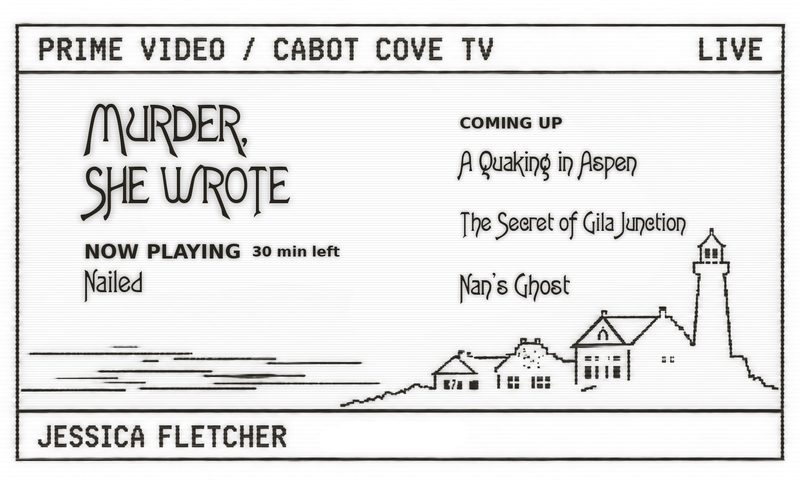 PRIME VIDEO / CABOT COVE TV
LIVE
MURDER,
SHE WROTE
NOW PLAYING 30 min left
Nailed
COMING UP
A Quaking in Aspen
The Secret of Gila Junction
Nan's Ghost
JESSICA FLETCHER